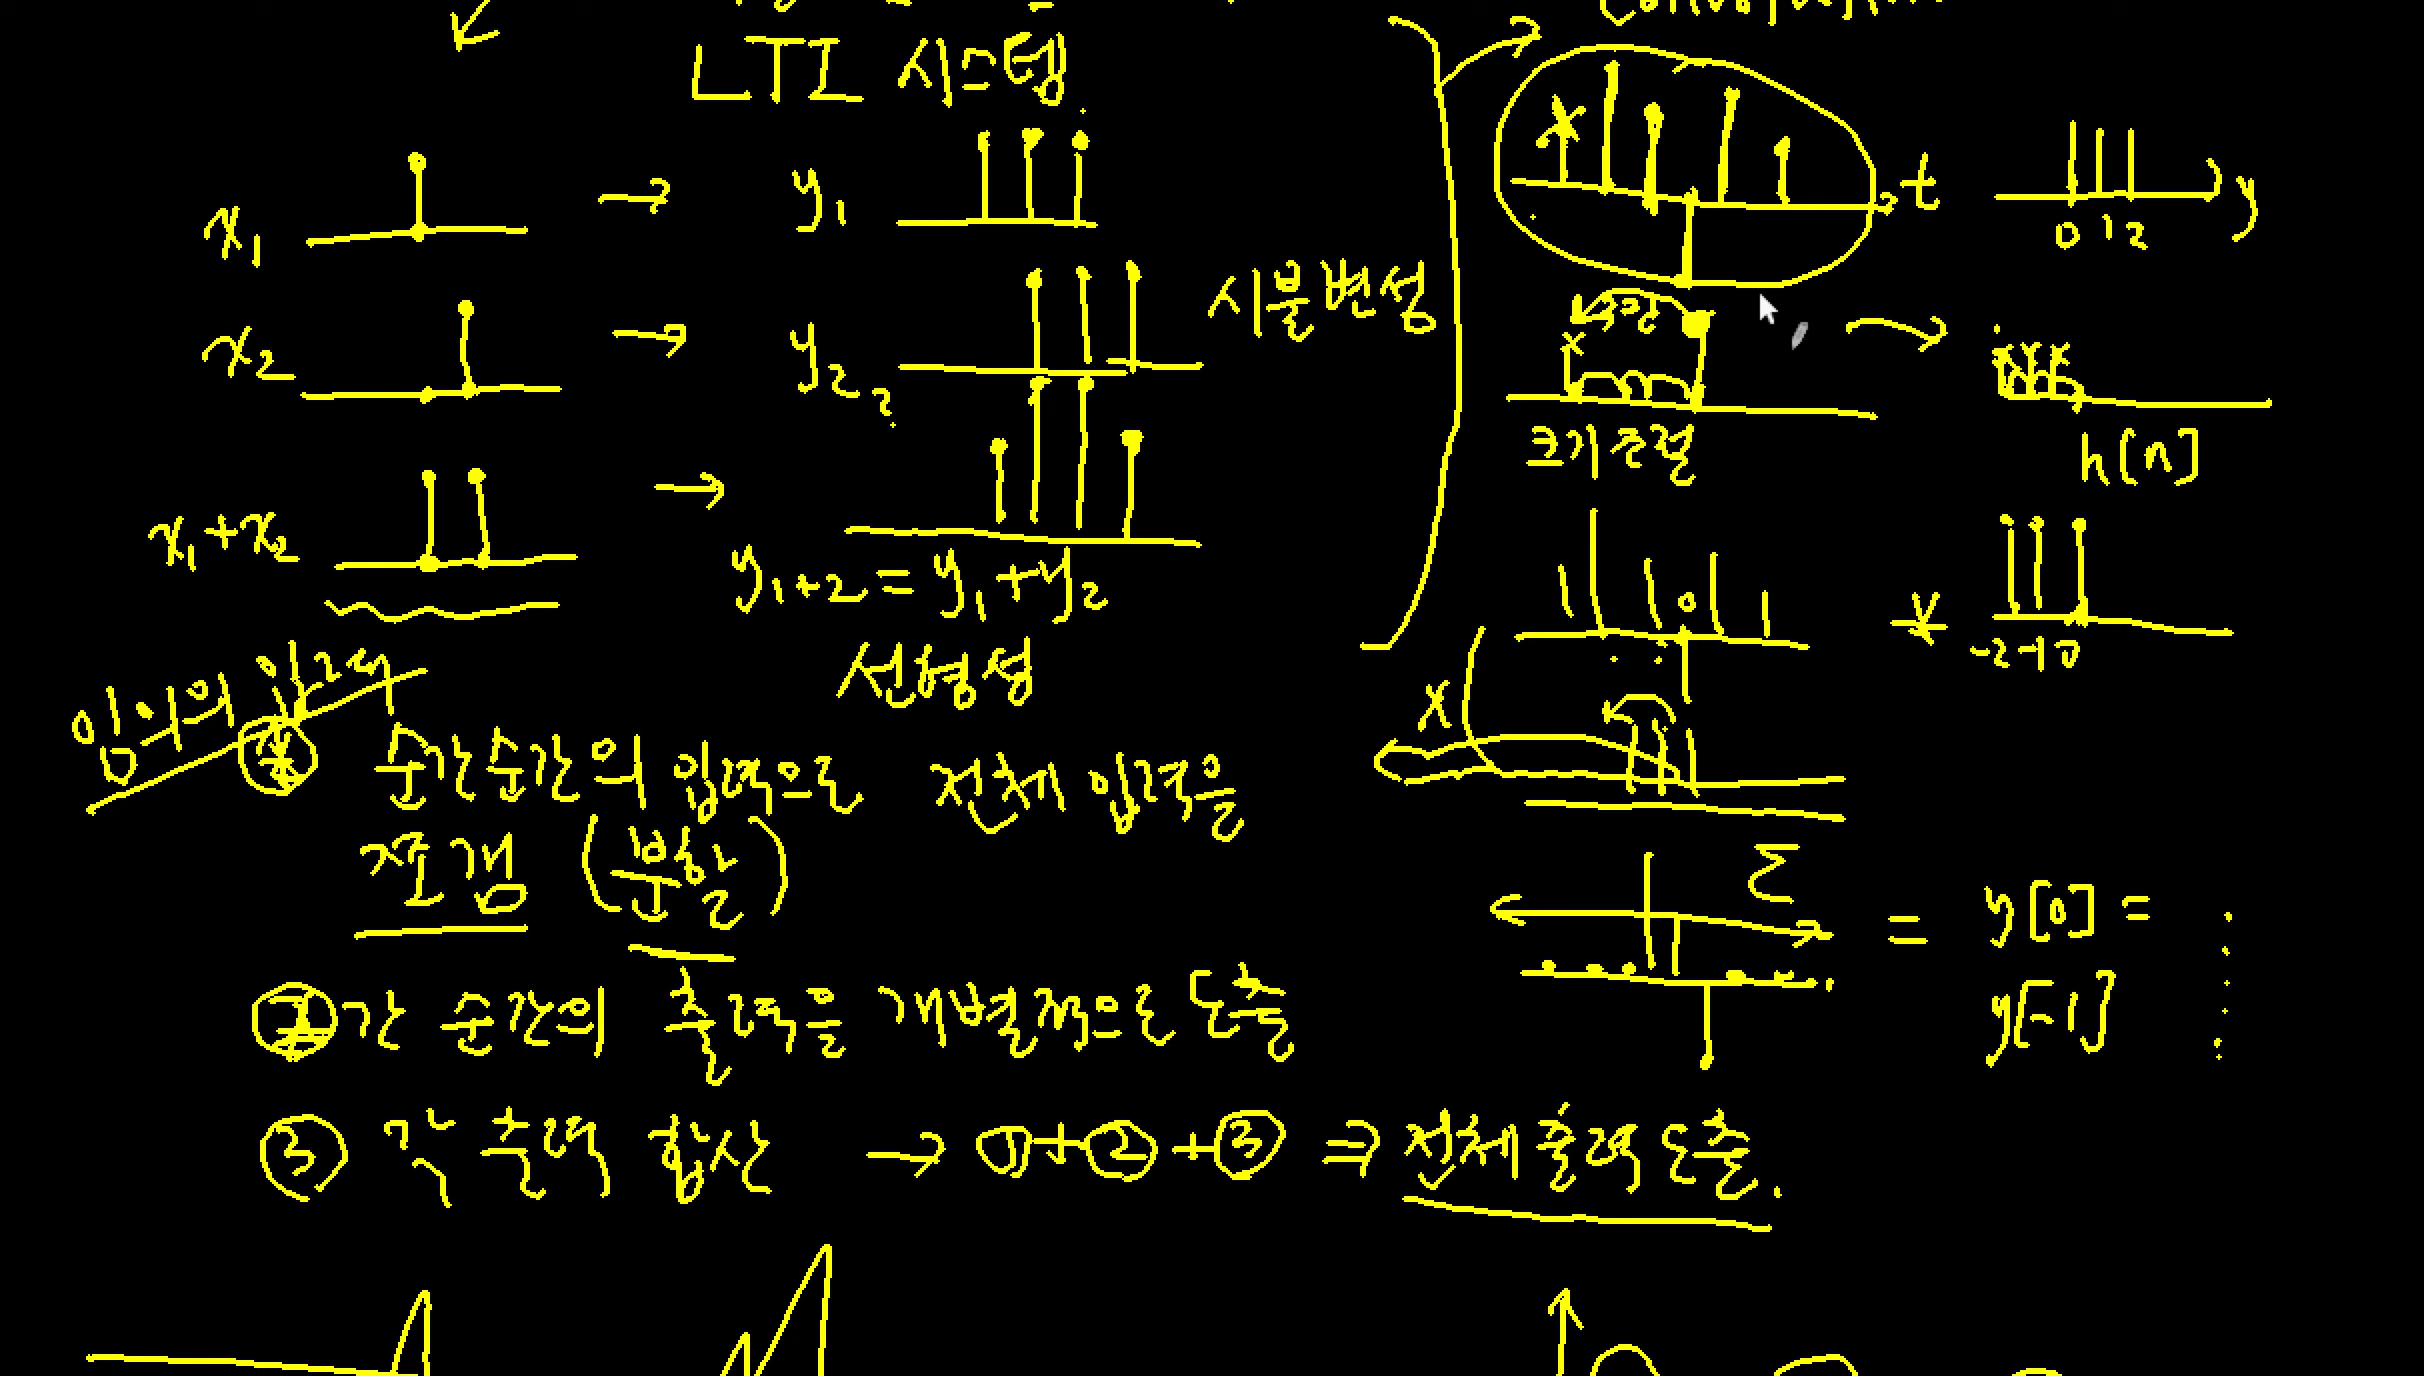 LTI 시스템
x₁ → y₁
x₂ → y₂ ? 시불변성
x₁+x₂ → y₁₊₂ = y₁+y₂
선형성
임의의 입력
순간순간의 입력으로 전체 입력을
쪼갬 (분할)
② 각 순간의 출력을 개별적으로 도출
③ 각 출력 합산 → ①+②+③ ⇒ 전체 출력 도출.
Convolution
t
0 1 2
y
크기조절
h[n]
0
*
-2 -1 0
X
Σ
= y[0] =
y[-1]